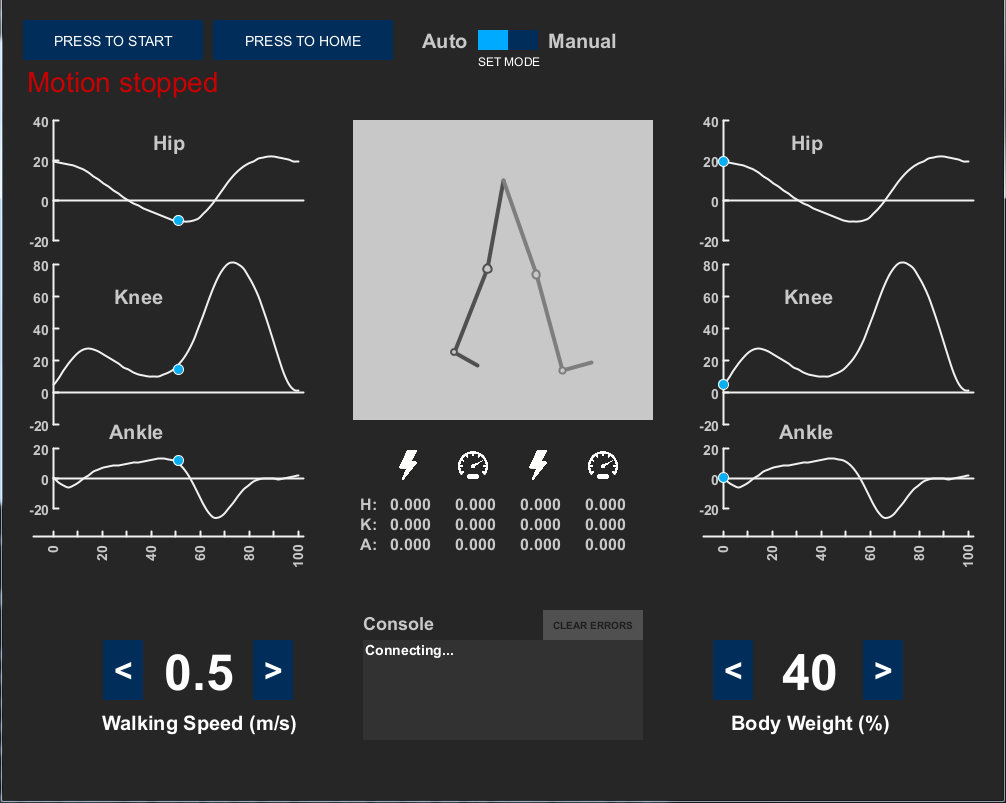 PRESS TO START
PRESS TO HOME
Auto
Manual
SET MODE
Motion stopped
Hip
40
20
0
-20
Knee
80
60
40
20
0
-20
Ankle
20
0
-20
0
20
40
60
80
100
H: 0.000 0.000 0.000 0.000
K: 0.000 0.000 0.000 0.000
A: 0.000 0.000 0.000 0.000
Hip
40
20
0
-20
Knee
80
60
40
20
0
-20
Ankle
20
0
-20
0
20
40
60
80
100
Console
CLEAR ERRORS
Connecting...
< 0.5 >
Walking Speed (m/s)
< 40 >
Body Weight (%)